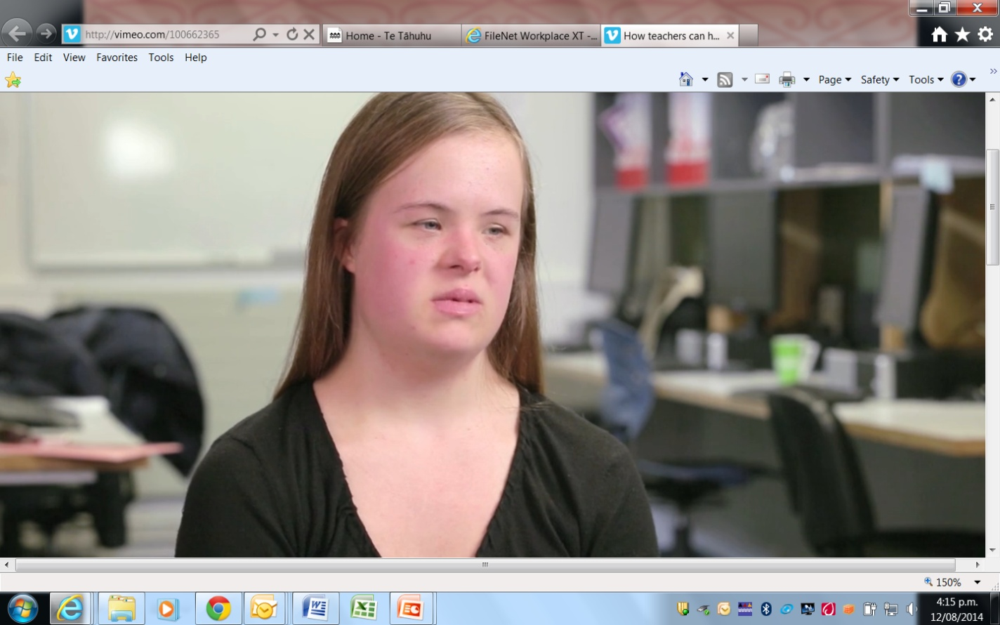 http://vimeo.com/100662365
Home - Te Tāhuhu
FileNet Workplace XT -...
How teachers can h...
File Edit View Favorites Tools Help
Page Safety Tools
150%
4:15 p.m.
12/08/2014